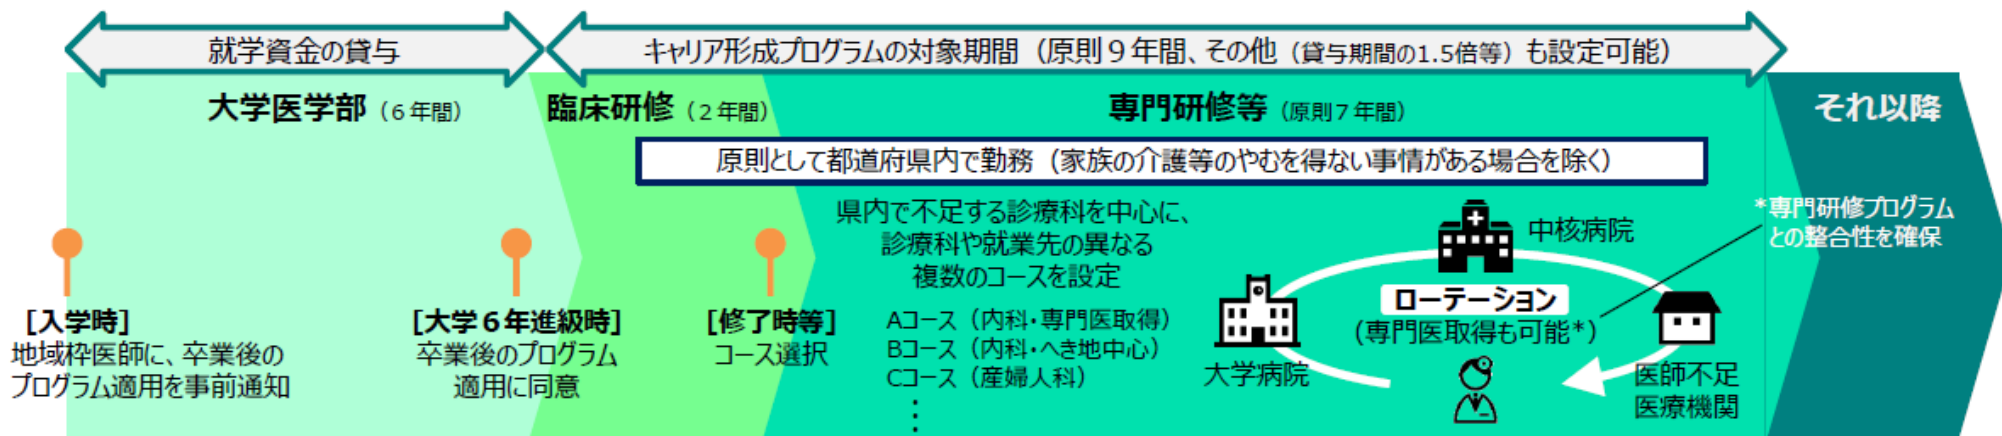 就学資金の貸与
キャリア形成プログラムの対象期間（原則９年間、その他（貸与期間の1.5倍等）も設定可能）
大学医学部（６年間）
臨床研修（２年間）
専門研修等（原則７年間）
それ以降
原則として都道府県内で勤務（家族の介護等のやむを得ない事情がある場合を除く）
［入学時］
地域枠医師に、卒業後の
プログラム適用を事前通知
［大学６年進級時］
卒業後のプログラム
適用に同意
［修了時等］
コース選択
県内で不足する診療科を中心に、
診療科や就業先の異なる
複数のコースを設定
Aコース（内科・専門医取得）
Bコース（内科・へき地中心）
Cコース（産婦人科）
⋮
中核病院
ローテーション
(専門医取得も可能*)
大学病院
医師不足
医療機関
*専門研修プログラム
との整合性を確保